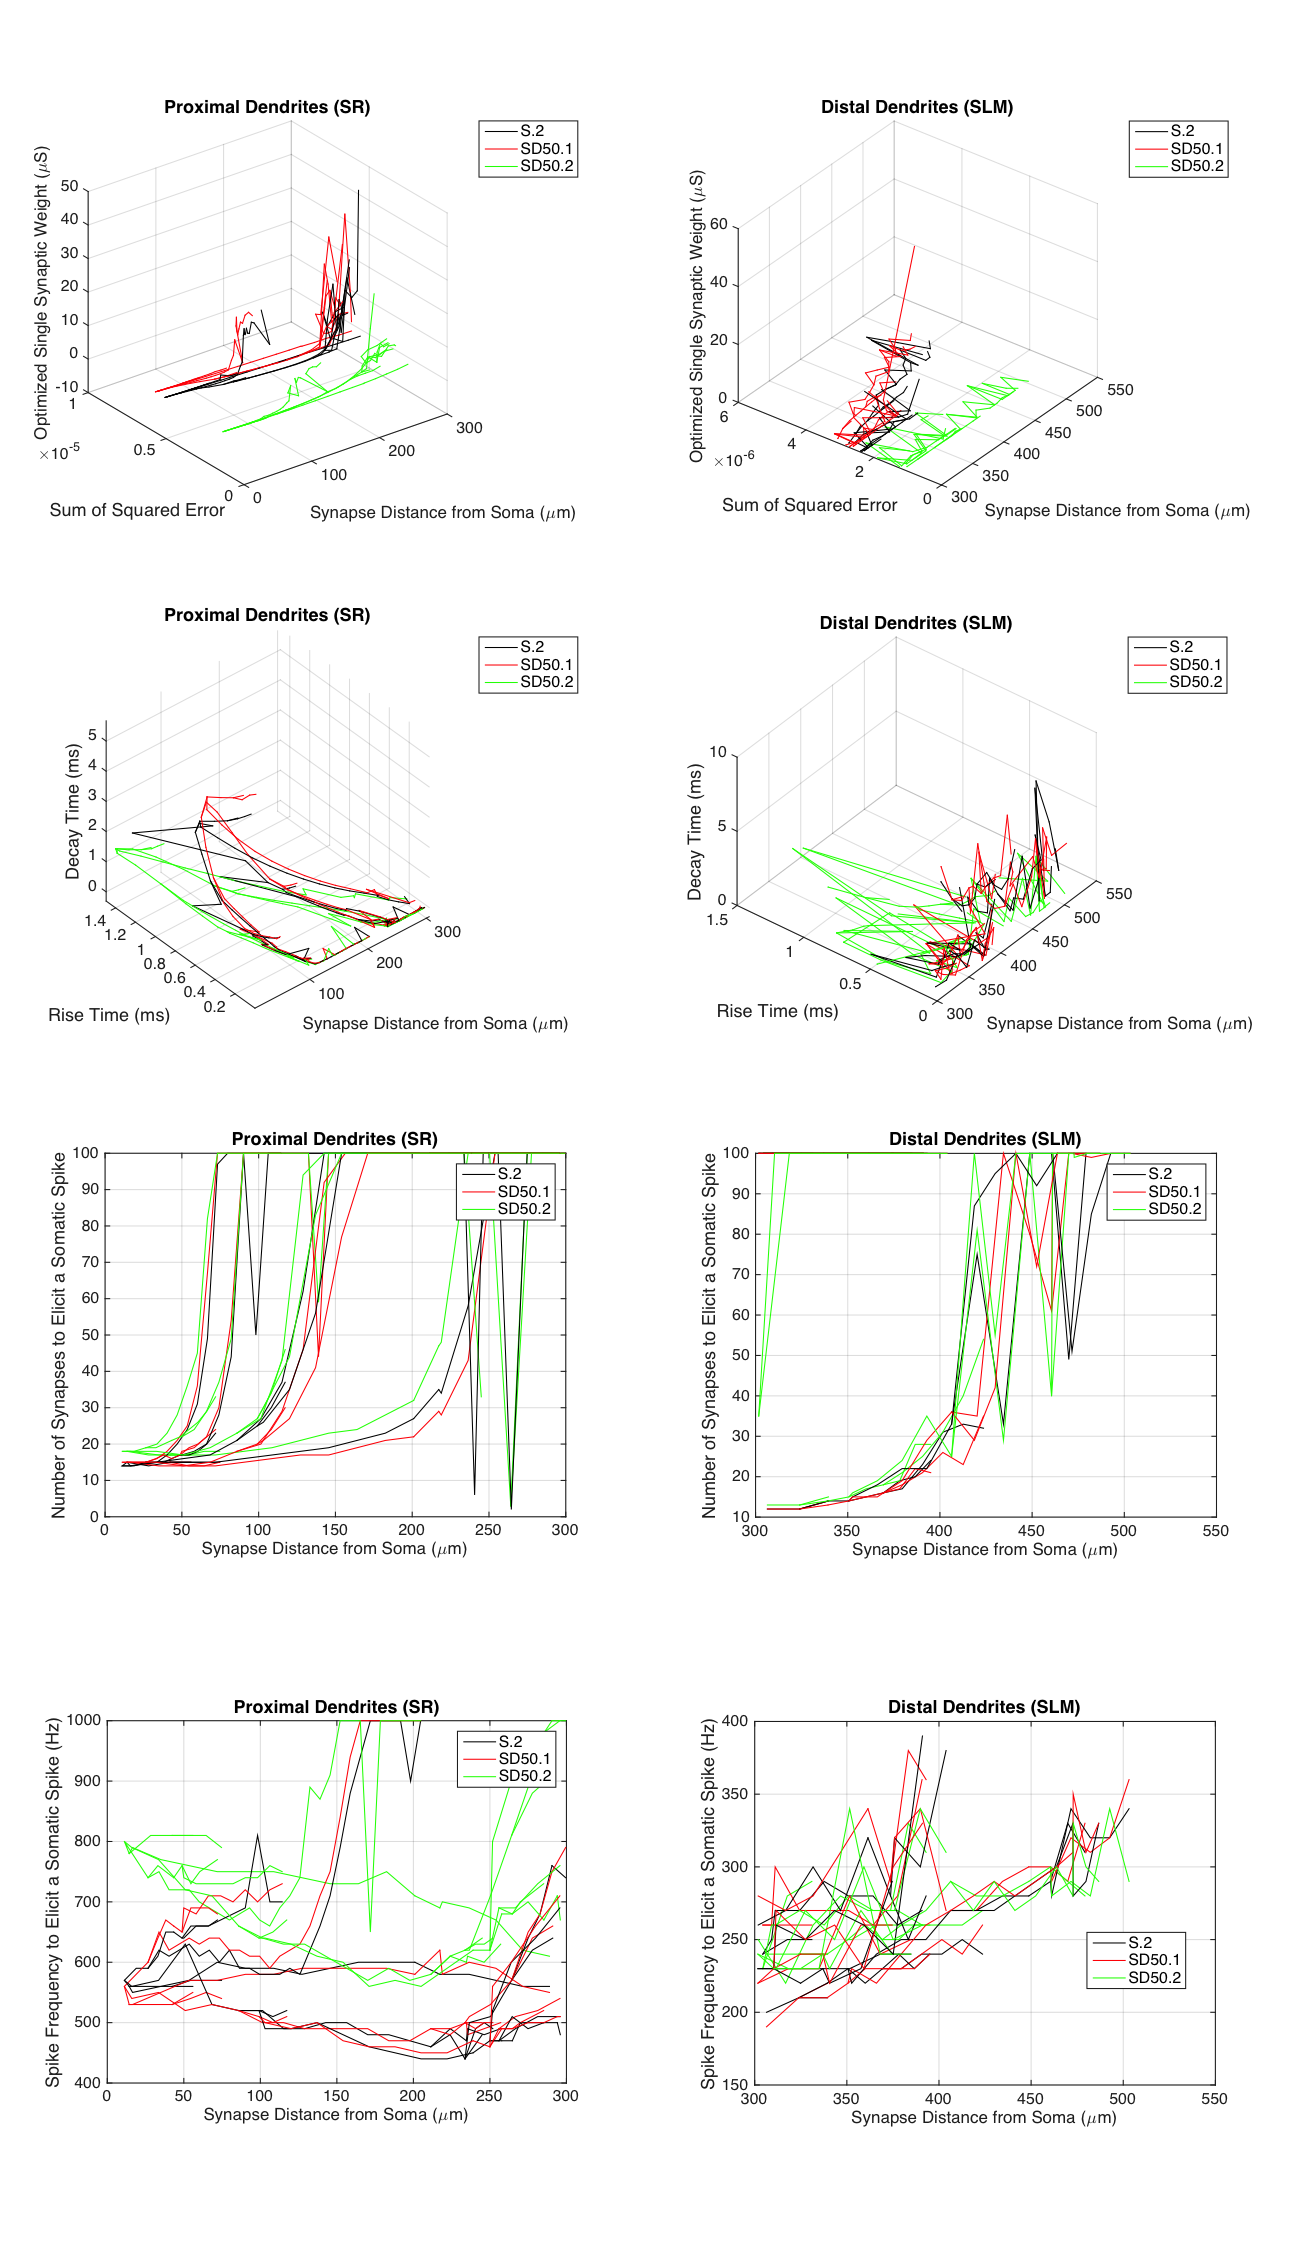 Proximal Dendrites (SR)
S.2
SD50.1
SD50.2
Optimized Single Synaptic Weight (μS)
50
40
30
20
10
0
-10
1
0.5
0
×10-5
Sum of Squared Error
0
100
200
300
Synapse Distance from Soma (μm)
Distal Dendrites (SLM)
S.2
SD50.1
SD50.2
Optimized Single Synaptic Weight (μS)
60
40
20
0
6
4
2
0
×10-6
Sum of Squared Error
300
350
400
450
500
550
Synapse Distance from Soma (μm)
Proximal Dendrites (SR)
S.2
SD50.1
SD50.2
Decay Time (ms)
5
4
3
2
1
0
1.4
1.2
1
0.8
0.6
0.4
0.2
Rise Time (ms)
100
200
300
Synapse Distance from Soma (μm)
Distal Dendrites (SLM)
S.2
SD50.1
SD50.2
Decay Time (ms)
10
5
0
1.5
1
0.5
0
Rise Time (ms)
300
350
400
450
500
550
Synapse Distance from Soma (μm)
Proximal Dendrites (SR)
S.2
SD50.1
SD50.2
Number of Synapses to Elicit a Somatic Spike
100
90
80
70
60
50
40
30
20
10
0
0 50 100 150 200 250 300
Synapse Distance from Soma (μm)
Distal Dendrites (SLM)
S.2
SD50.1
SD50.2
Number of Synapses to Elicit a Somatic Spike
100
90
80
70
60
50
40
30
20
10
300 350 400 450 500 550
Synapse Distance from Soma (μm)
Proximal Dendrites (SR)
S.2
SD50.1
SD50.2
Spike Frequency to Elicit a Somatic Spike (Hz)
1000
900
800
700
600
500
400
0 50 100 150 200 250 300
Synapse Distance from Soma (μm)
Distal Dendrites (SLM)
S.2
SD50.1
SD50.2
Spike Frequency to Elicit a Somatic Spike (Hz)
400
350
300
250
200
150
300 350 400 450 500 550
Synapse Distance from Soma (μm)